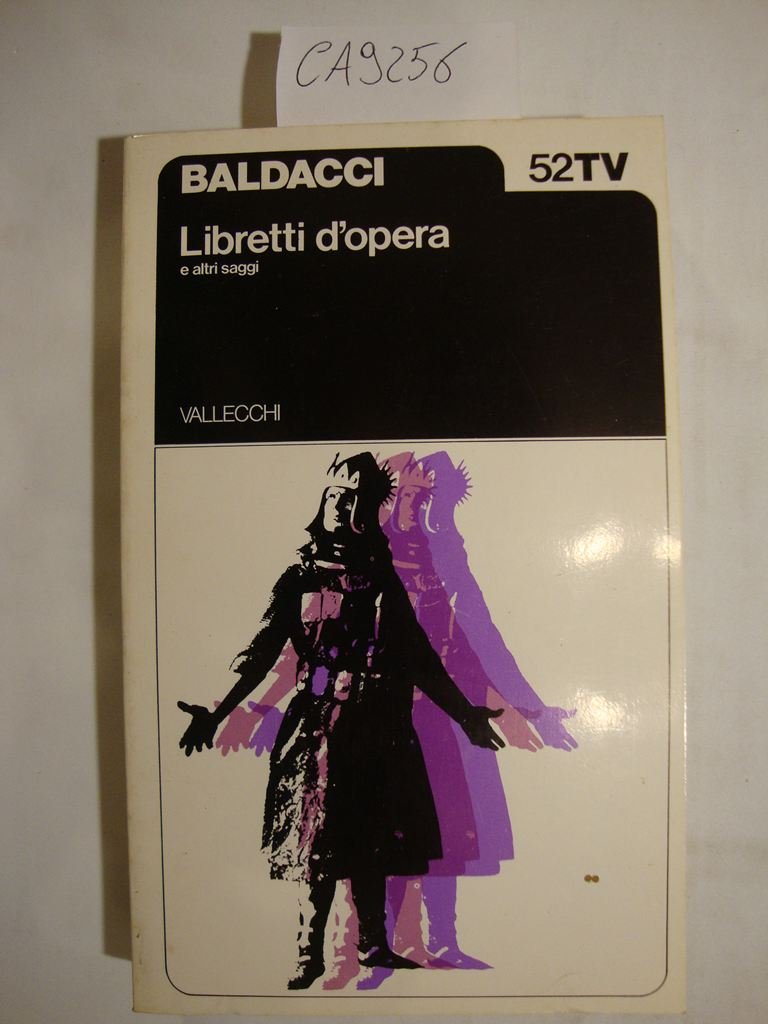 CA9256
BALDACCI
52TV
Libretti d'opera
e altri saggi
VALLECCHI